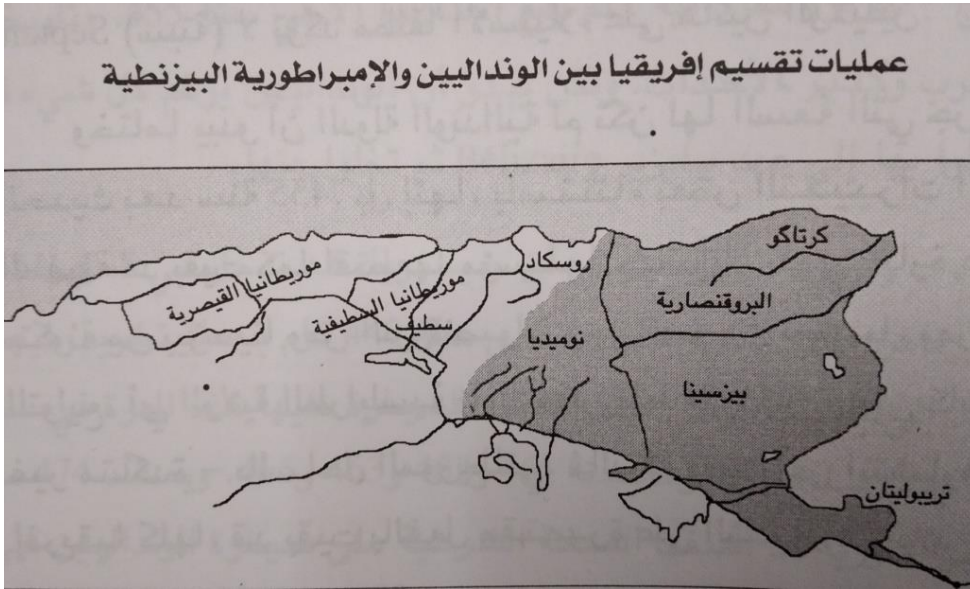 عمليات تقسيم إفريقيا بين الونداليين والإمبراطورية البيزنطية
كرتاگو
روسكاد
موريطانيا القيصرية
موريطانيا السطيفية
البروقنصارية
سطيف
نوميديا
بيزسينا
تريبوليتان